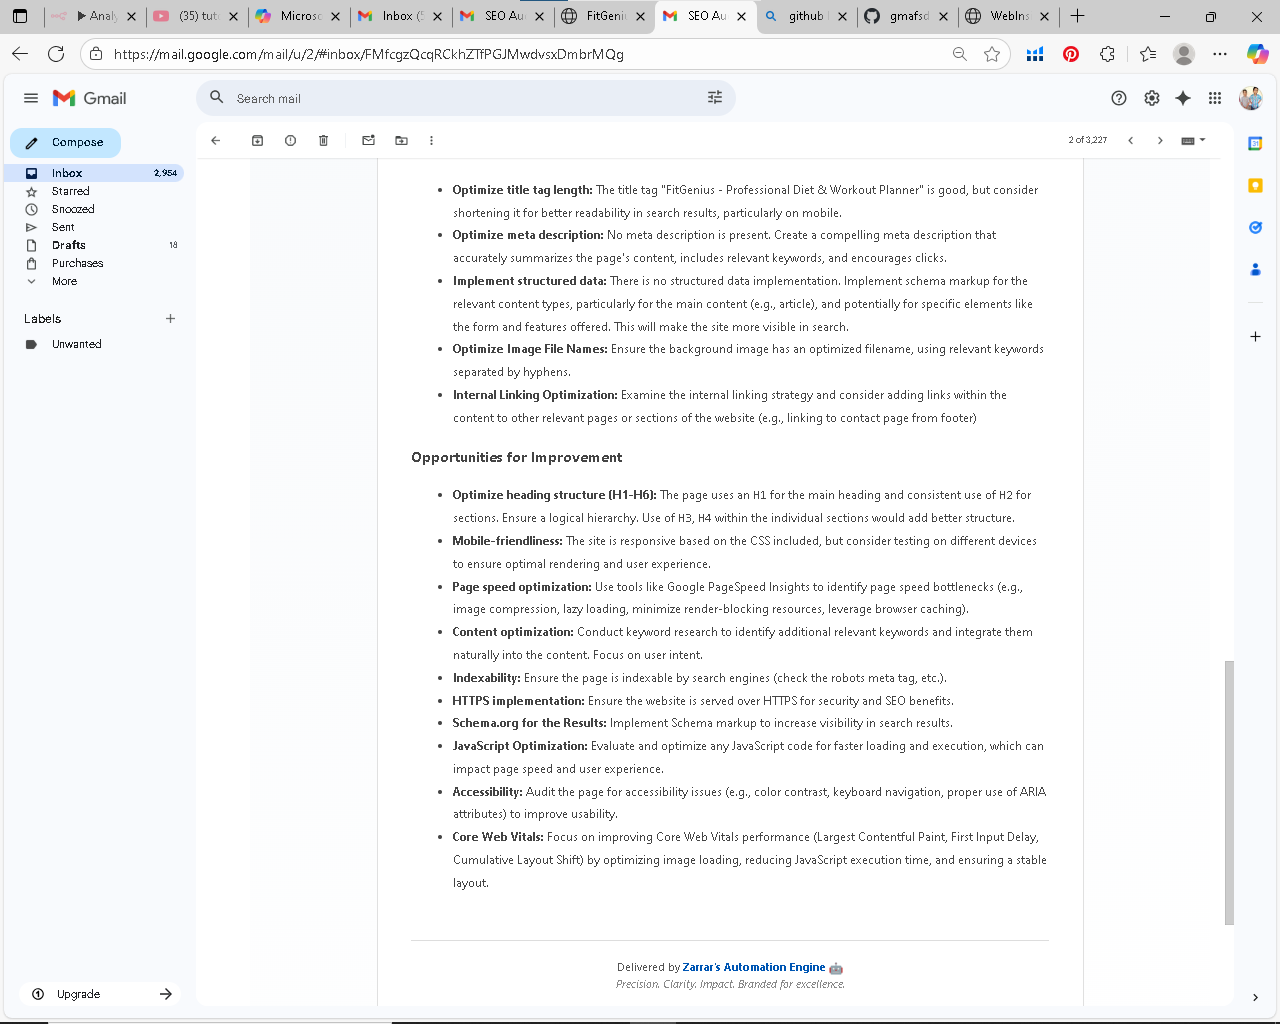 Analy
(35) tut
Micros
Inbox (5
SEO Au
FitGeniu
SEO Au
github
gmafsd
WebIns
https://mail.google.com/mail/u/2/#inbox/FMfcgzQcqRCkhZTfPGJMwdvsxDmbrMQg
Gmail
Search mail
Compose
2 of 3,227
Inbox 2,954
Starred
Snoozed
Sent
Drafts 18
Purchases
More
Labels
Unwanted
Upgrade
• Optimize title tag length: The title tag "FitGenius - Professional Diet & Workout Planner" is good, but consider
shortening it for better readability in search results, particularly on mobile.
• Optimize meta description: No meta description is present. Create a compelling meta description that
accurately summarizes the page's content, includes relevant keywords, and encourages clicks.
• Implement structured data: There is no structured data implementation. Implement schema markup for the
relevant content types, particularly for the main content (e.g., article), and potentially for specific elements like
the form and features offered. This will make the site more visible in search.
• Optimize Image File Names: Ensure the background image has an optimized filename, using relevant keywords
separated by hyphens.
• Internal Linking Optimization: Examine the internal linking strategy and consider adding links within the
content to other relevant pages or sections of the website (e.g., linking to contact page from footer)
Opportunities for Improvement
• Optimize heading structure (H1-H6): The page uses an H1 for the main heading and consistent use of H2 for
sections. Ensure a logical hierarchy. Use of H3, H4 within the individual sections would add better structure.
• Mobile-friendliness: The site is responsive based on the CSS included, but consider testing on different devices
to ensure optimal rendering and user experience.
• Page speed optimization: Use tools like Google PageSpeed Insights to identify page speed bottlenecks (e.g.,
image compression, lazy loading, minimize render-blocking resources, leverage browser caching).
• Content optimization: Conduct keyword research to identify additional relevant keywords and integrate them
naturally into the content. Focus on user intent.
• Indexability: Ensure the page is indexable by search engines (check the robots meta tag, etc.).
• HTTPS implementation: Ensure the website is served over HTTPS for security and SEO benefits.
• Schema.org for the Results: Implement Schema markup to increase visibility in search results.
• JavaScript Optimization: Evaluate and optimize any JavaScript code for faster loading and execution, which can
impact page speed and user experience.
• Accessibility: Audit the page for accessibility issues (e.g., color contrast, keyboard navigation, proper use of ARIA
attributes) to improve usability.
• Core Web Vitals: Focus on improving Core Web Vitals performance (Largest Contentful Paint, First Input Delay,
Cumulative Layout Shift) by optimizing image loading, reducing JavaScript execution time, and ensuring a stable
layout.
Delivered by Zarrar's Automation Engine 🤖
Precision. Clarity. Impact. Branded for excellence.